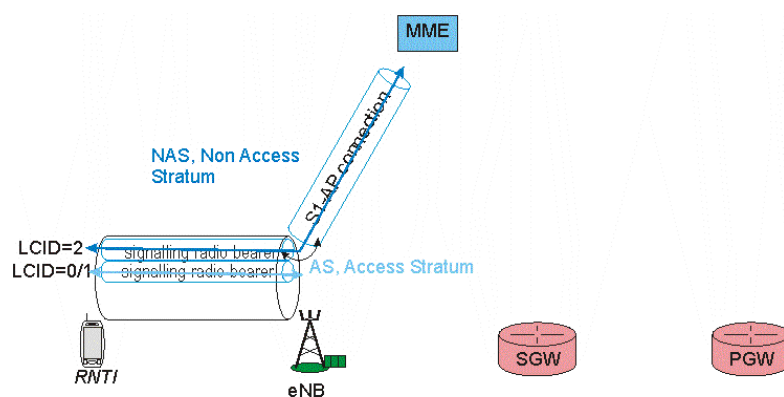 MME
S1-AP connection
NAS, Non Access
Stratum
LCID=2
signalling radio bearer
LCID=0/1
signalling radio bearer
AS, Access Stratum
RNTI
eNB
SGW
PGW